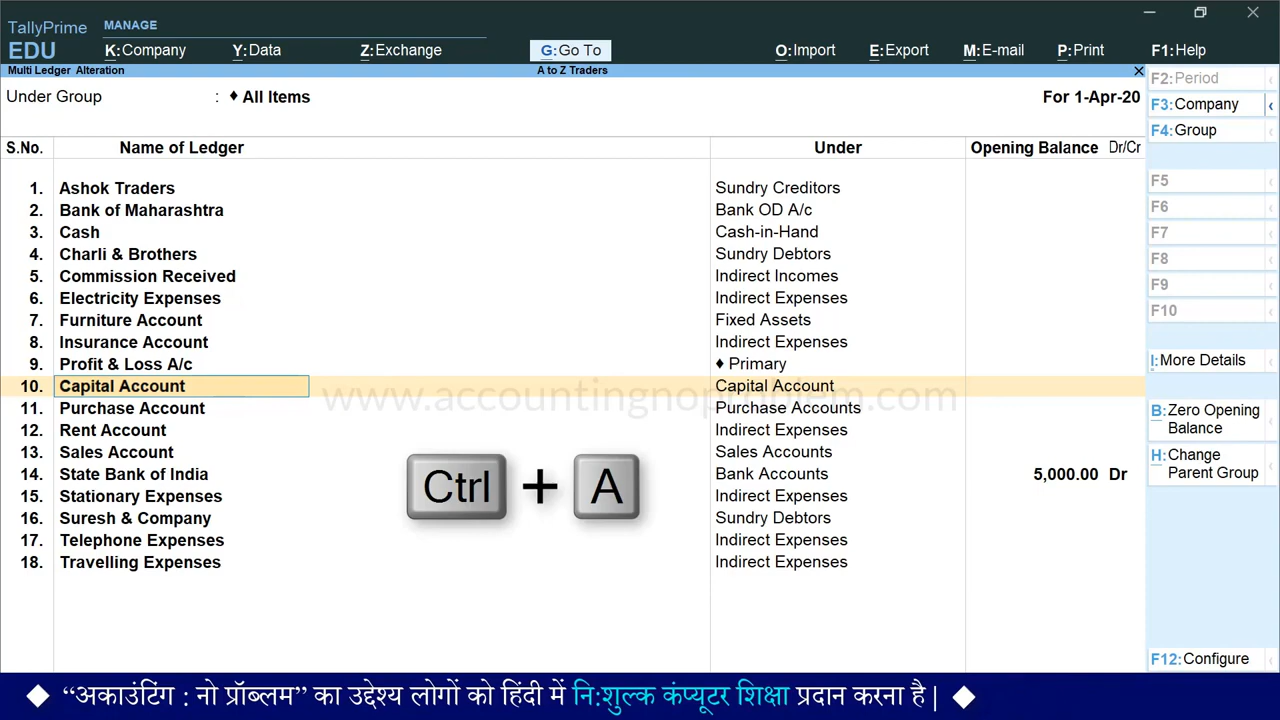 TallyPrime
MANAGE
EDU
K:Company Y:Data Z:Exchange G:Go To O:Import E:Export M:E-mail P:Print F1:Help
Multi Ledger Alteration A to Z Traders
Under Group : ♦ All Items For 1-Apr-20
S.No. Name of Ledger Under Opening Balance Dr/Cr
1. Ashok Traders Sundry Creditors
2. Bank of Maharashtra Bank OD A/c
3. Cash Cash-in-Hand
4. Charli & Brothers Sundry Debtors
5. Commission Received Indirect Incomes
6. Electricity Expenses Indirect Expenses
7. Furniture Account Fixed Assets
8. Insurance Account Indirect Expenses
9. Profit & Loss A/c ♦ Primary
10. Capital Account Capital Account
www.accountingnoproblem.com
11. Purchase Account Purchase Accounts
12. Rent Account Indirect Expenses
13. Sales Account Sales Accounts
14. State Bank of India Bank Accounts 5,000.00 Dr
15. Stationary Expenses Indirect Expenses
16. Suresh & Company Sundry Debtors
17. Telephone Expenses Indirect Expenses
18. Travelling Expenses Indirect Expenses
Ctrl + A
F2:Period
F3:Company
F4:Group
F5
F6
F7
F8
F9
F10
I:More Details
B:Zero Opening
Balance
H:Change
Parent Group
F12:Configure
“अकाउंटिंग : नो प्रॉब्लम” का उद्देश्य लोगों को हिंदी में नि:शुल्क कंप्यूटर शिक्षा प्रदान करना है |